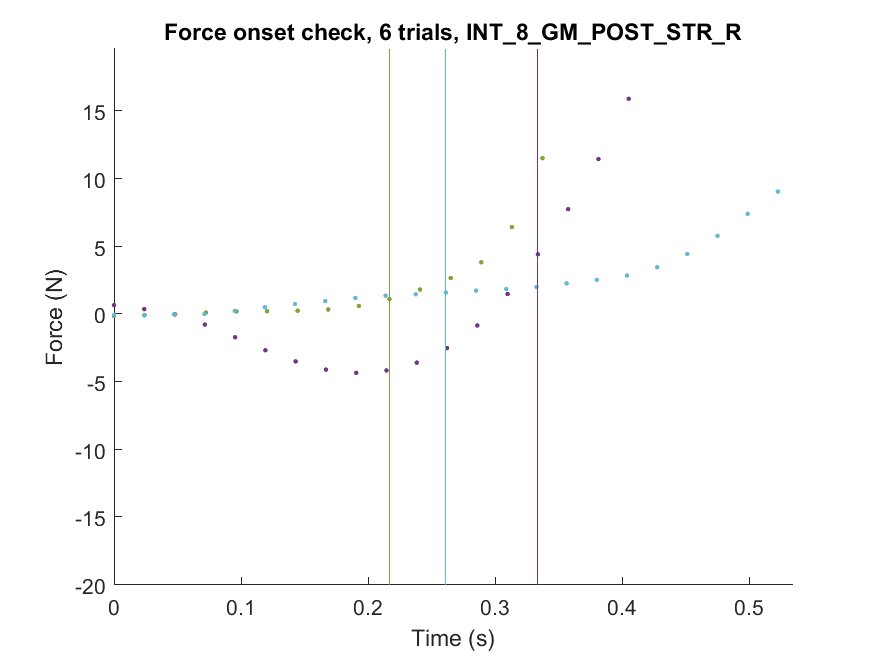 Force onset check, 6 trials, INT_8_GM_POST_STR_R
15
10
5
0
-5
-10
-15
-20
Force (N)
0 0.1 0.2 0.3 0.4 0.5
Time (s)